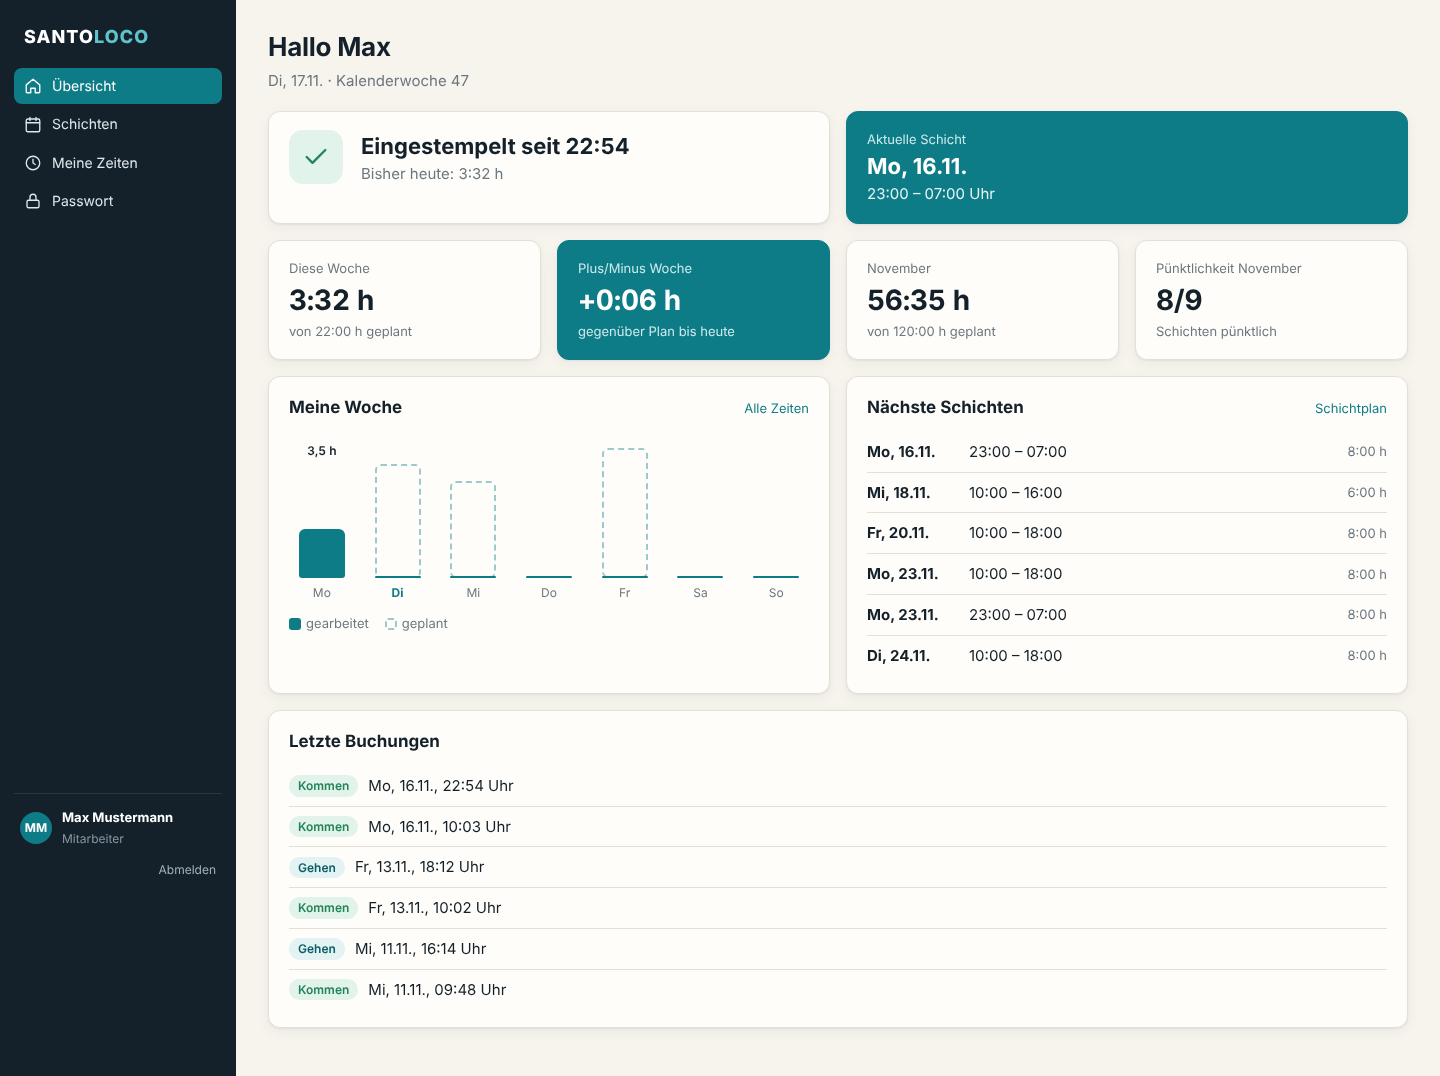 SANTOLOCO
Übersicht
Schichten
Meine Zeiten
Passwort
Max Mustermann
MM
Mitarbeiter
Abmelden
Hallo Max
Di, 17.11. · Kalenderwoche 47
Eingestempelt seit 22:54
Bisher heute: 3:32 h
Aktuelle Schicht
Mo, 16.11.
23:00 – 07:00 Uhr
Diese Woche
3:32 h
von 22:00 h geplant
Plus/Minus Woche
+0:06 h
gegenüber Plan bis heute
November
56:35 h
von 120:00 h geplant
Pünktlichkeit November
8/9
Schichten pünktlich
Meine Woche Alle Zeiten
3,5 h
Mo Di Mi Do Fr Sa So
gearbeitet geplant
Nächste Schichten Schichtplan
Mo, 16.11. 23:00 – 07:00 8:00 h
Mi, 18.11. 10:00 – 16:00 6:00 h
Fr, 20.11. 10:00 – 18:00 8:00 h
Mo, 23.11. 10:00 – 18:00 8:00 h
Mo, 23.11. 23:00 – 07:00 8:00 h
Di, 24.11. 10:00 – 18:00 8:00 h
Letzte Buchungen
Kommen Mo, 16.11., 22:54 Uhr
Kommen Mo, 16.11., 10:03 Uhr
Gehen Fr, 13.11., 18:12 Uhr
Kommen Fr, 13.11., 10:02 Uhr
Gehen Mi, 11.11., 16:14 Uhr
Kommen Mi, 11.11., 09:48 Uhr